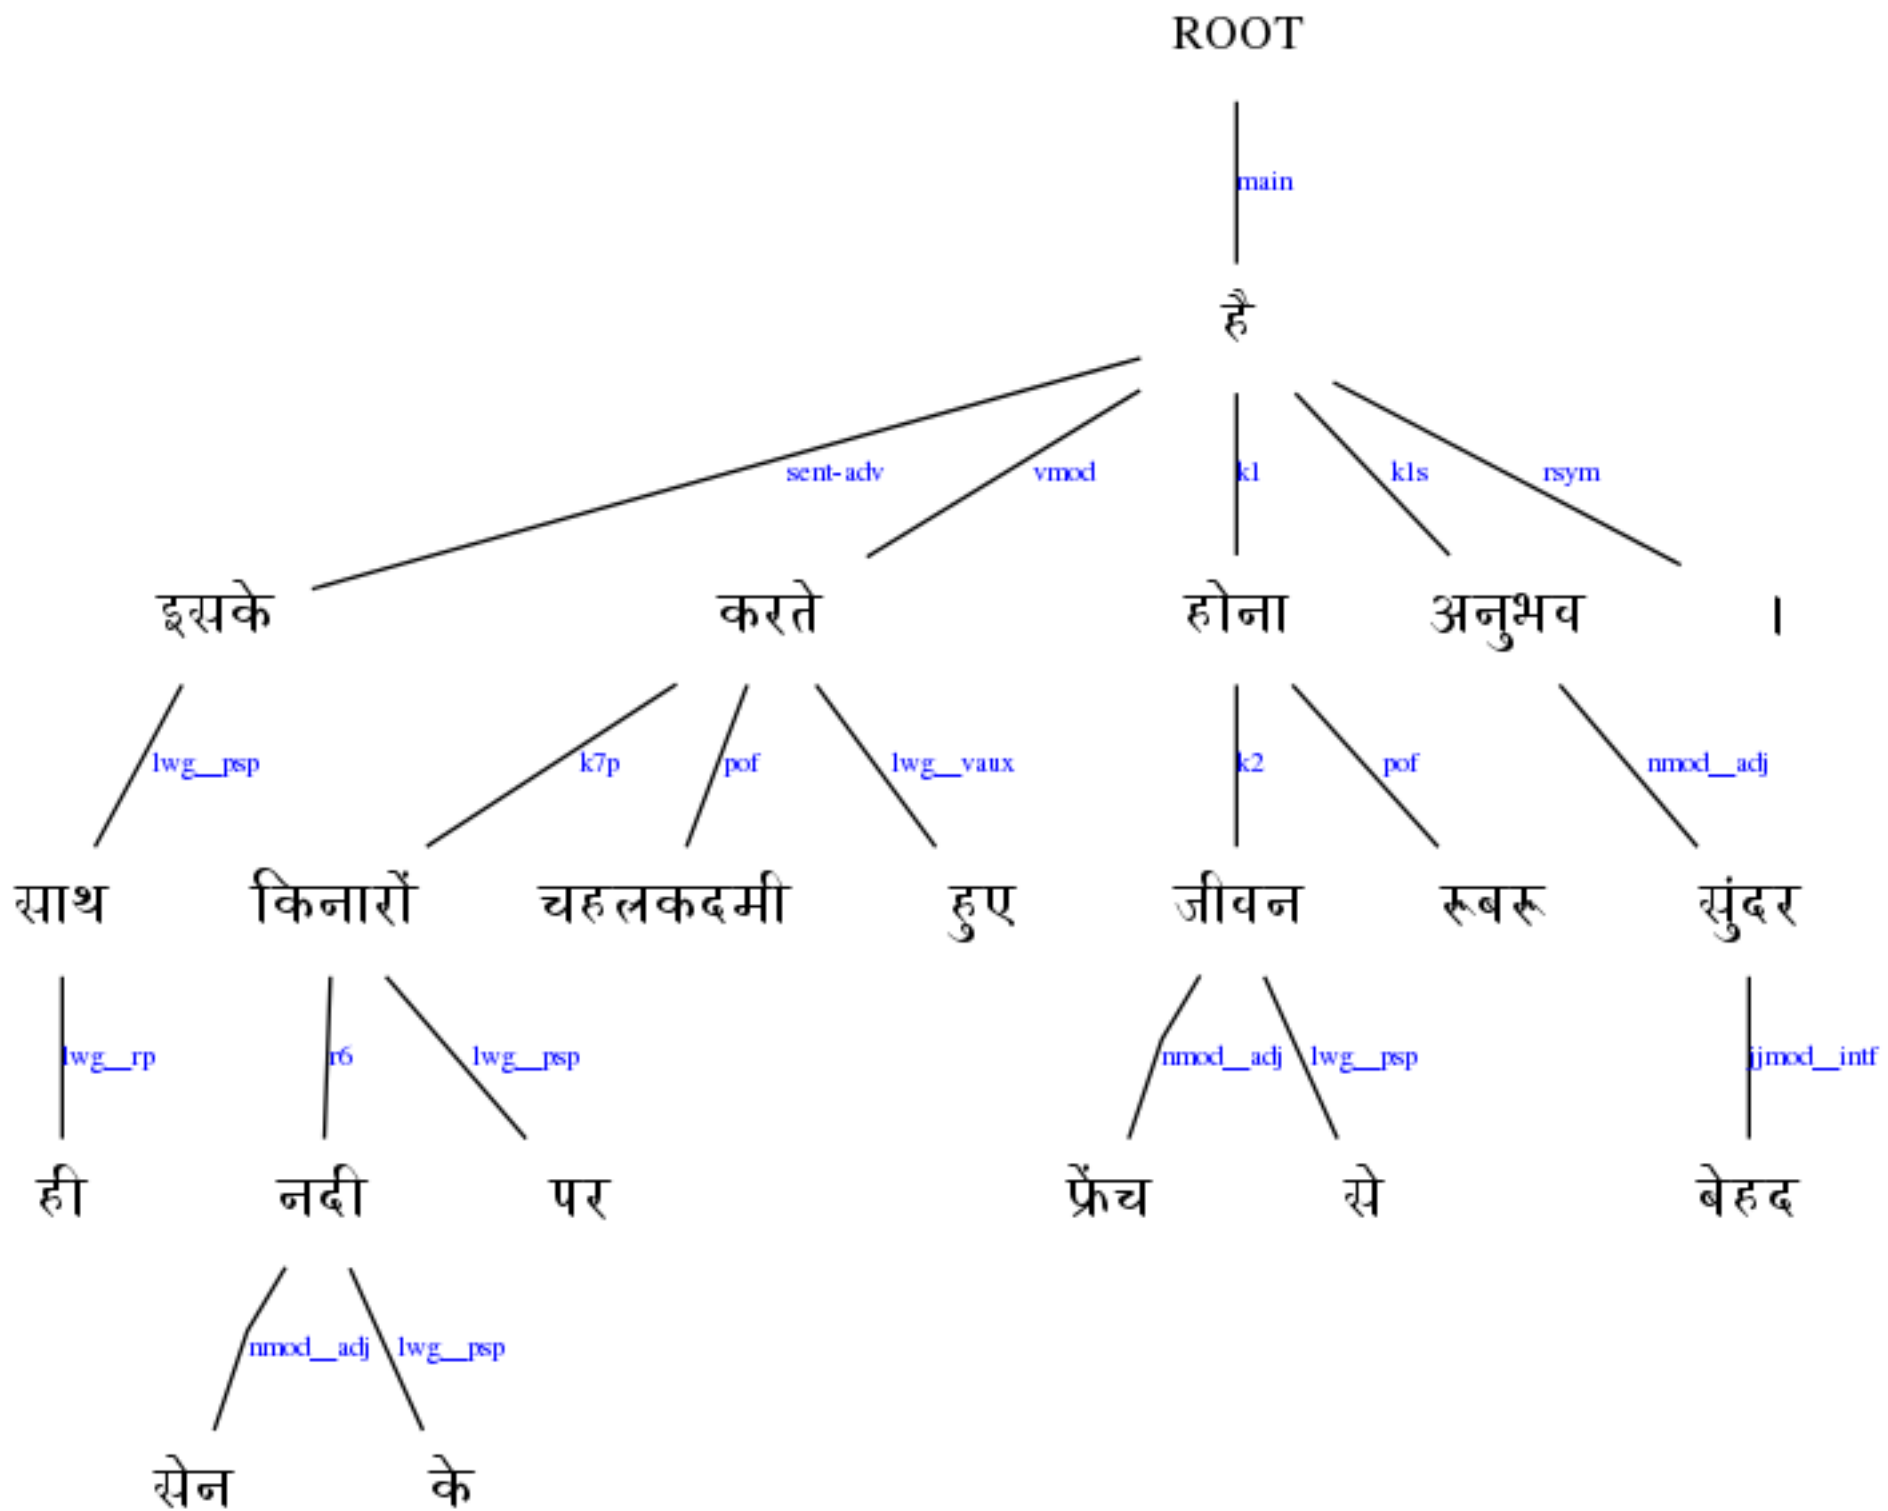 ROOT
main
है
sent-adv vmod k1 k1s rsym
इसके करते होना अनुभव ।
lwg__psp k7p pof lwg__vaux k2 pof nmod__adj
साथ किनारों चहलकदमी हुए जीवन रूबरू सुंदर
lwg__rp r6 lwg__psp nmod__adj lwg__psp jjmod__intf
ही नदी पर फ्रेंच से बेहद
nmod__adj lwg__psp
सेन के